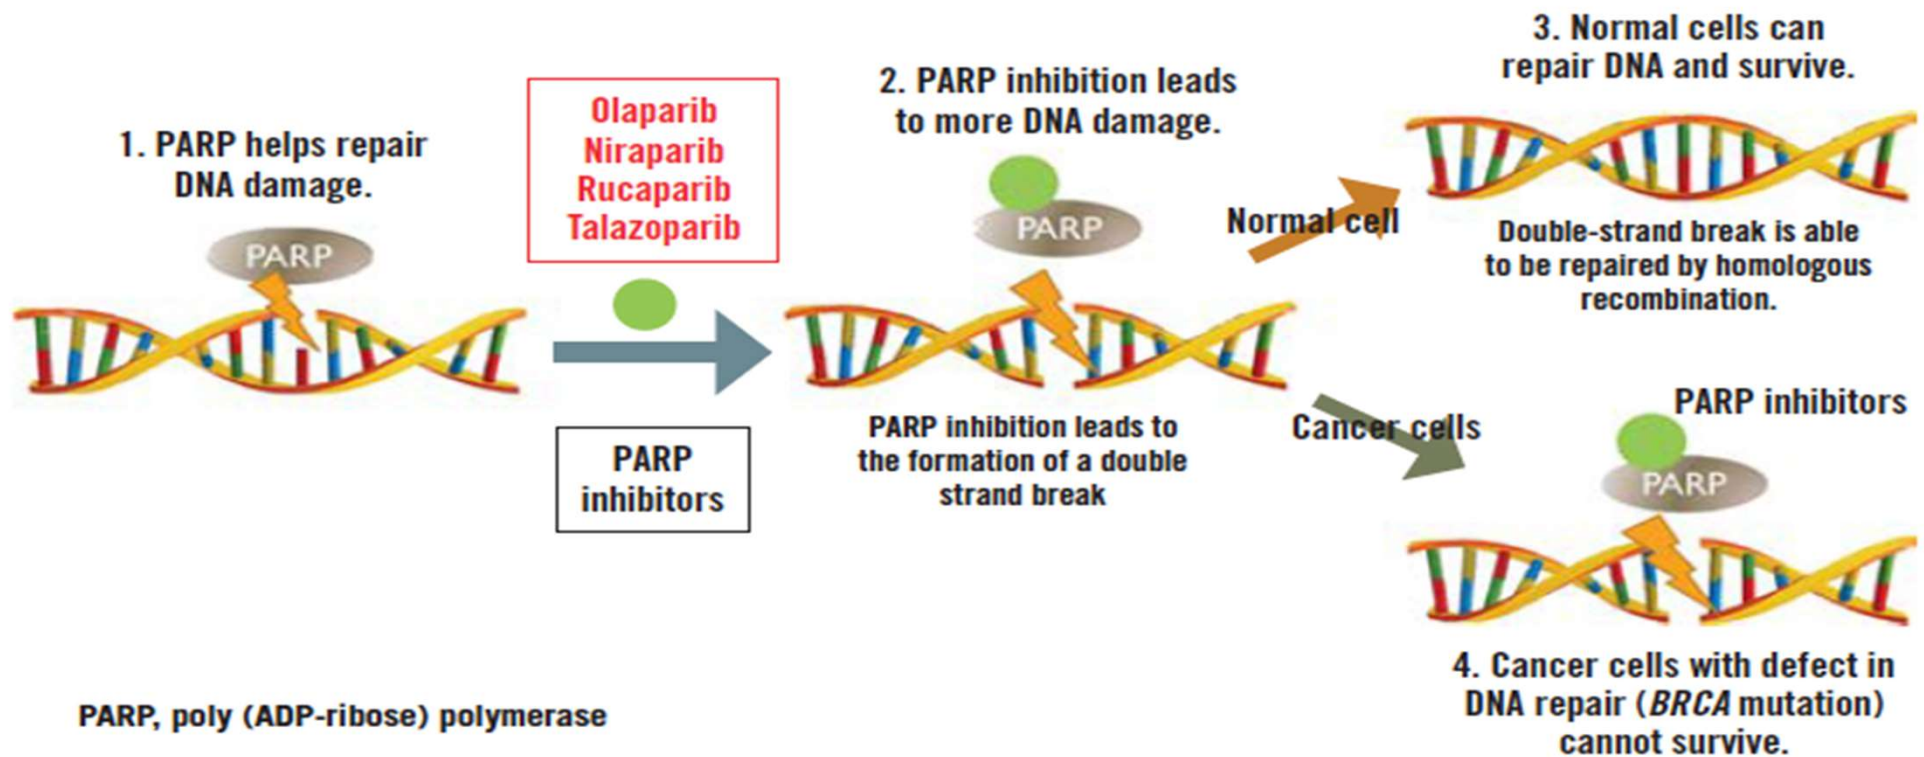 1. PARP helps repair
DNA damage.
PARP
Olaparib
Niraparib
Rucaparib
Talazoparib
PARP
inhibitors
2. PARP inhibition leads
to more DNA damage.
PARP
PARP inhibition leads to
the formation of a double
strand break
Normal cell
3. Normal cells can
repair DNA and survive.
Double-strand break is able
to be repaired by homologous
recombination.
Cancer cells
PARP inhibitors
PARP
4. Cancer cells with defect in
DNA repair (BRCA mutation)
cannot survive.
PARP, poly (ADP-ribose) polymerase